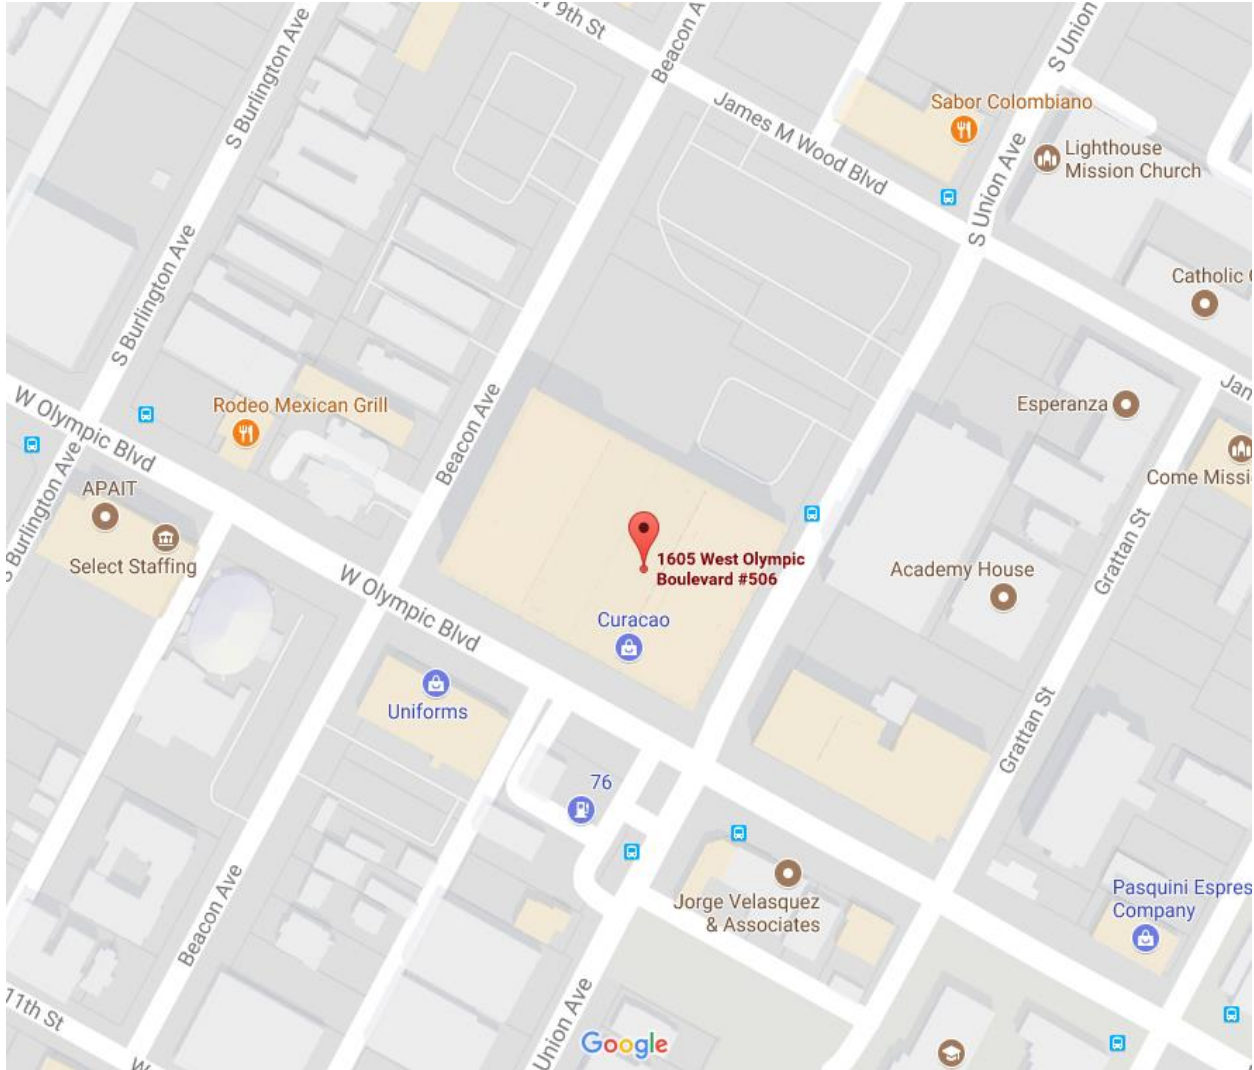 W 9th St
Beacon A
S Burlington Ave
S Union
James M Wood Blvd
Sabor Colombiano
Lighthouse
Mission Church
S Union Ave
S Burlington Ave
Catholic
W Olympic Blvd
Rodeo Mexican Grill
Beacon Ave
Esperanza
Jam
Come Missi
S Burlington Ave
APAIT
Select Staffing
1605 West Olympic
Boulevard #506
Academy House
Grattan St
W Olympic Blvd
Curacao
Uniforms
Grattan St
76
Beacon Ave
Jorge Velasquez
& Associates
Pasquini Espres
Company
11th St
W
Union Ave
Google